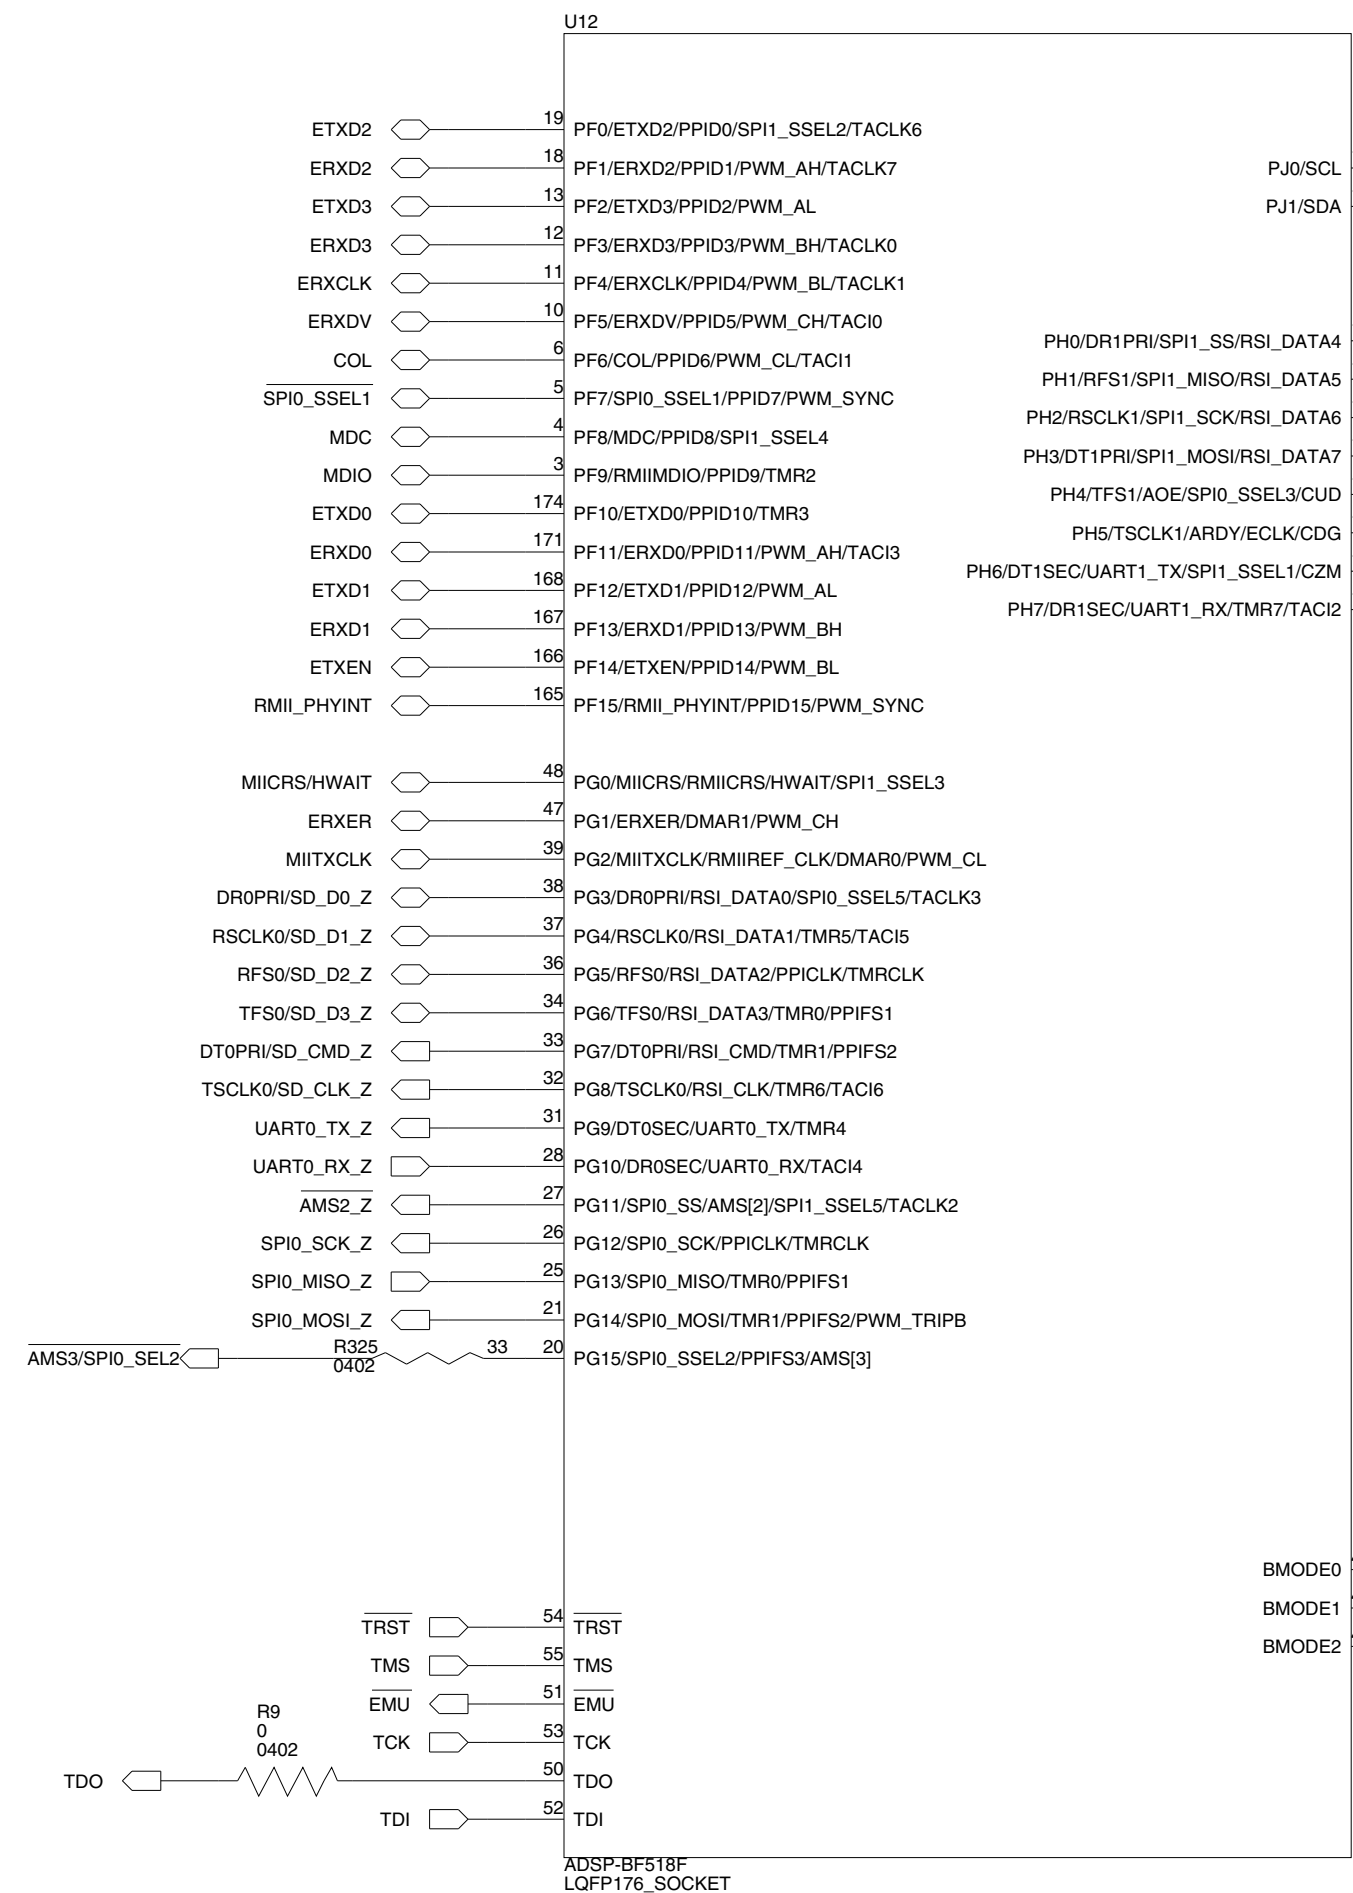 U12
ETXD2 19 PF0/ETXD2/PPID0/SPI1_SSEL2/TACLK6
ERXD2 18 PF1/ERXD2/PPID1/PWM_AH/TACLK7 PJ0/SCL
ETXD3 13 PF2/ETXD3/PPID2/PWM_AL PJ1/SDA
ERXD3 12 PF3/ERXD3/PPID3/PWM_BH/TACLK0
ERXCLK 11 PF4/ERXCLK/PPID4/PWM_BL/TACLK1
ERXDV 10 PF5/ERXDV/PPID5/PWM_CH/TACI0
PH0/DR1PRI/SPI1_SS/RSI_DATA4
COL 6 PF6/COL/PPID6/PWM_CL/TACI1
PH1/RFS1/SPI1_MISO/RSI_DATA5
SPI0_SSEL1 5 PF7/SPI0_SSEL1/PPID7/PWM_SYNC
PH2/RSCLK1/SPI1_SCK/RSI_DATA6
MDC 4 PF8/MDC/PPID8/SPI1_SSEL4
PH3/DT1PRI/SPI1_MOSI/RSI_DATA7
MDIO 3 PF9/RMIIMDIO/PPID9/TMR2
PH4/TFS1/AOE/SPI0_SSEL3/CUD
ETXD0 174 PF10/ETXD0/PPID10/TMR3
PH5/TSCLK1/ARDY/ECLK/CDG
ERXD0 171 PF11/ERXD0/PPID11/PWM_AH/TACI3
PH6/DT1SEC/UART1_TX/SPI1_SSEL1/CZM
ETXD1 168 PF12/ETXD1/PPID12/PWM_AL
PH7/DR1SEC/UART1_RX/TMR7/TACI2
ERXD1 167 PF13/ERXD1/PPID13/PWM_BH
ETXEN 166 PF14/ETXEN/PPID14/PWM_BL
RMII_PHYINT 165 PF15/RMII_PHYINT/PPID15/PWM_SYNC
MIICRS/HWAIT 48 PG0/MIICRS/RMIICRS/HWAIT/SPI1_SSEL3
ERXER 47 PG1/ERXER/DMAR1/PWM_CH
MIITXCLK 39 PG2/MIITXCLK/RMIIREF_CLK/DMAR0/PWM_CL
DR0PRI/SD_D0_Z 38 PG3/DR0PRI/RSI_DATA0/SPI0_SSEL5/TACLK3
RSCLK0/SD_D1_Z 37 PG4/RSCLK0/RSI_DATA1/TMR5/TACI5
RFS0/SD_D2_Z 36 PG5/RFS0/RSI_DATA2/PPICLK/TMRCLK
TFS0/SD_D3_Z 34 PG6/TFS0/RSI_DATA3/TMR0/PPIFS1
DT0PRI/SD_CMD_Z 33 PG7/DT0PRI/RSI_CMD/TMR1/PPIFS2
TSCLK0/SD_CLK_Z 32 PG8/TSCLK0/RSI_CLK/TMR6/TACI6
UART0_TX_Z 31 PG9/DT0SEC/UART0_TX/TMR4
UART0_RX_Z 28 PG10/DR0SEC/UART0_RX/TACI4
AMS2_Z 27 PG11/SPI0_SS/AMS[2]/SPI1_SSEL5/TACLK2
SPI0_SCK_Z 26 PG12/SPI0_SCK/PPICLK/TMRCLK
SPI0_MISO_Z 25 PG13/SPI0_MISO/TMR0/PPIFS1
SPI0_MOSI_Z 21 PG14/SPI0_MOSI/TMR1/PPIFS2/PWM_TRIPB
AMS3/SPI0_SEL2 R325 33 20 PG15/SPI0_SSEL2/PPIFS3/AMS[3]
0402
BMODE0
BMODE1
TRST 54 TRST
BMODE2
TMS 55 TMS
EMU 51 EMU
R9
0
0402
TCK 53 TCK
TDO 50 TDO
TDI 52 TDI
ADSP-BF518F
LQFP176_SOCKET